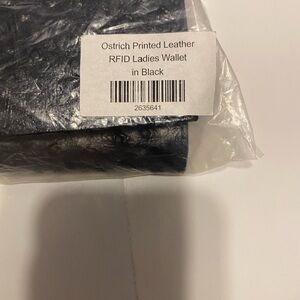 Ostrich Printed Leather
RFID Ladies Wallet
in Black
2635641